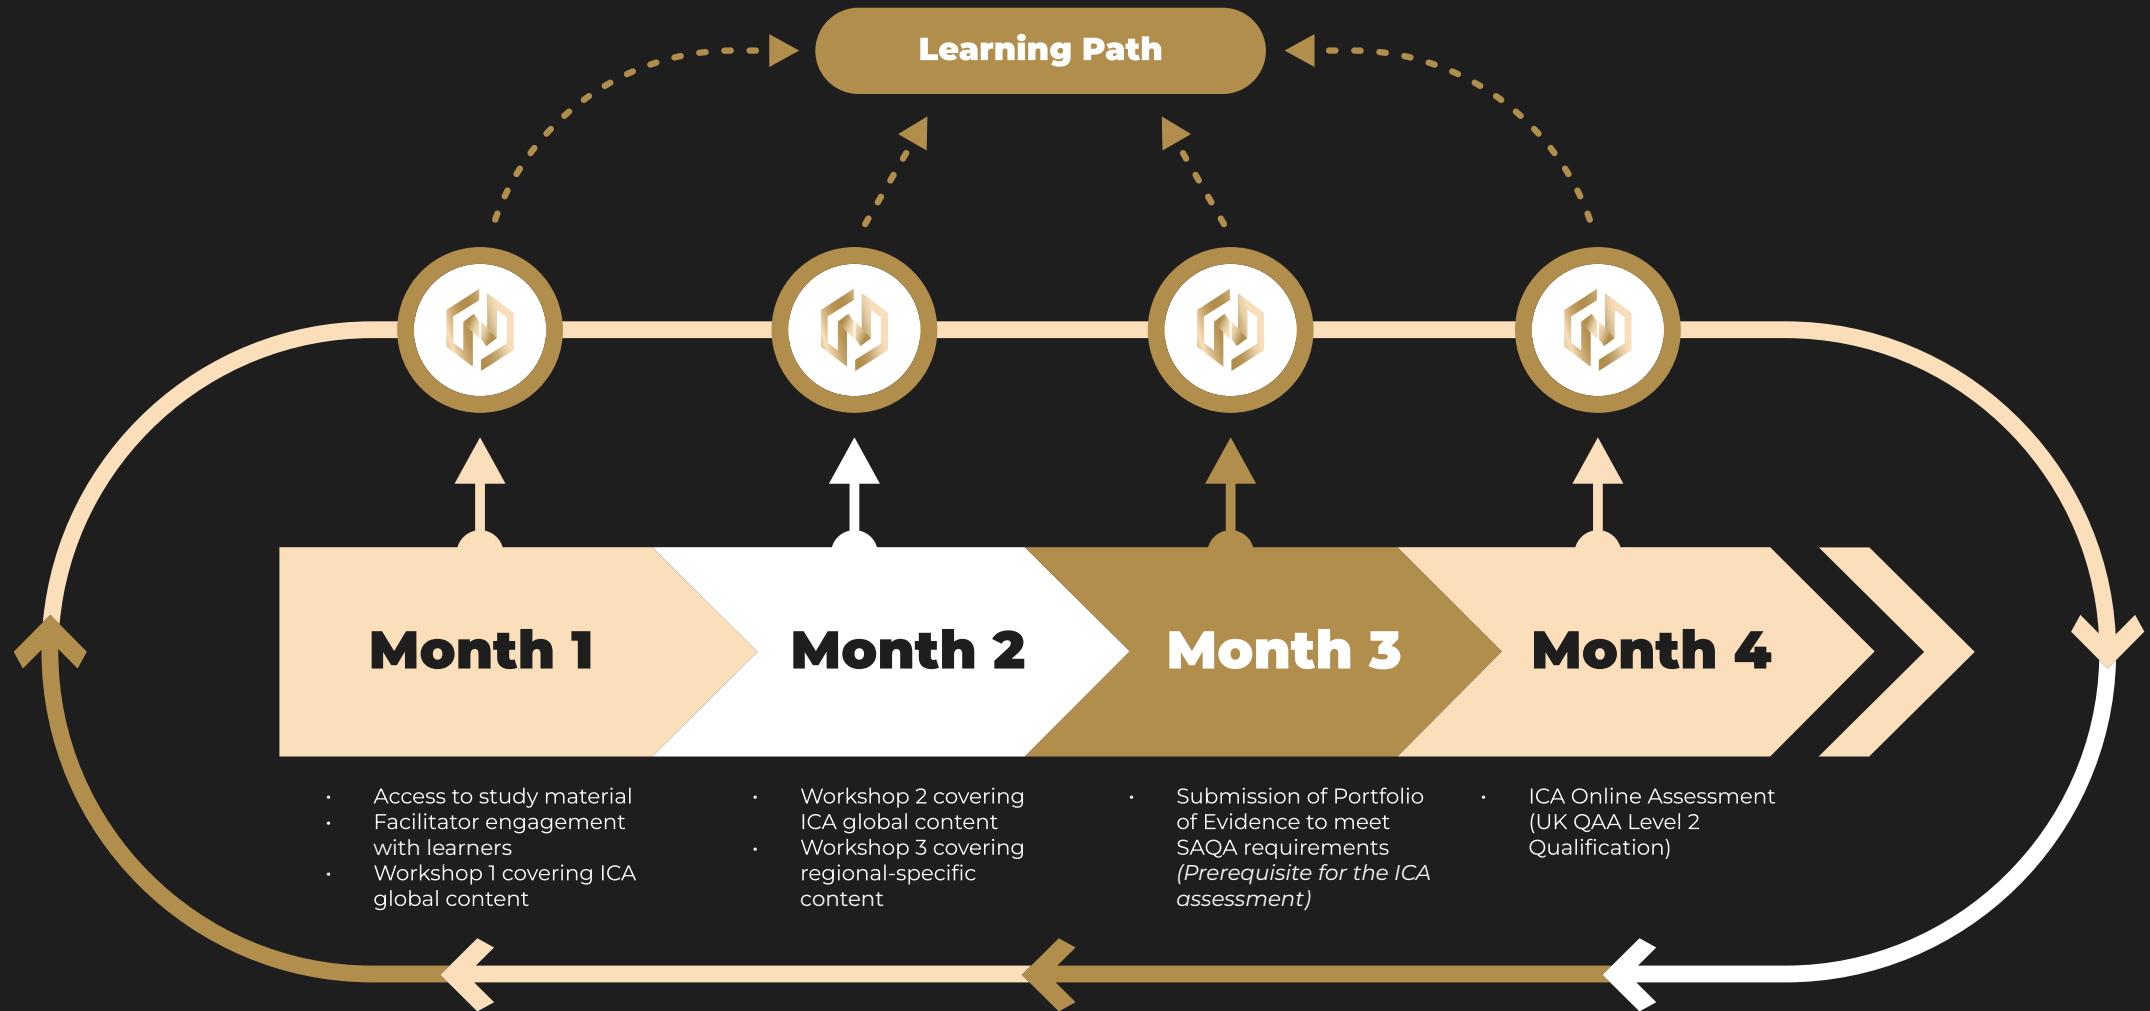 Learning Path
Month 1
Month 2
Month 3
Month 4
• Access to study material
• Facilitator engagement
with learners
• Workshop 1 covering ICA
global content
• Workshop 2 covering
ICA global content
• Workshop 3 covering
regional-specific
content
• Submission of Portfolio
of Evidence to meet
SAQA requirements
(Prerequisite for the ICA
assessment)
• ICA Online Assessment
(UK QAA Level 2
Qualification)